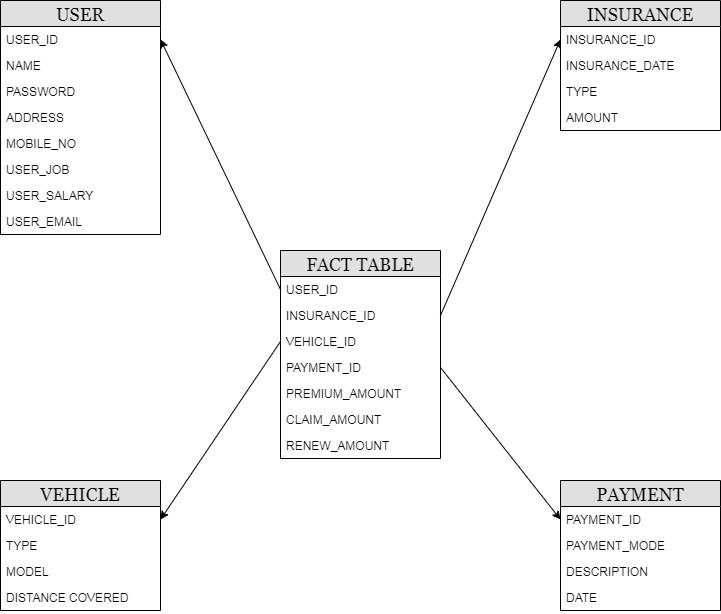 USER
USER_ID
NAME
PASSWORD
ADDRESS
MOBILE_NO
USER_JOB
USER_SALARY
USER_EMAIL
INSURANCE
INSURANCE_ID
INSURANCE_DATE
TYPE
AMOUNT
FACT TABLE
USER_ID
INSURANCE_ID
VEHICLE_ID
PAYMENT_ID
PREMIUM_AMOUNT
CLAIM_AMOUNT
RENEW_AMOUNT
VEHICLE
VEHICLE_ID
TYPE
MODEL
DISTANCE COVERED
PAYMENT
PAYMENT_ID
PAYMENT_MODE
DESCRIPTION
DATE